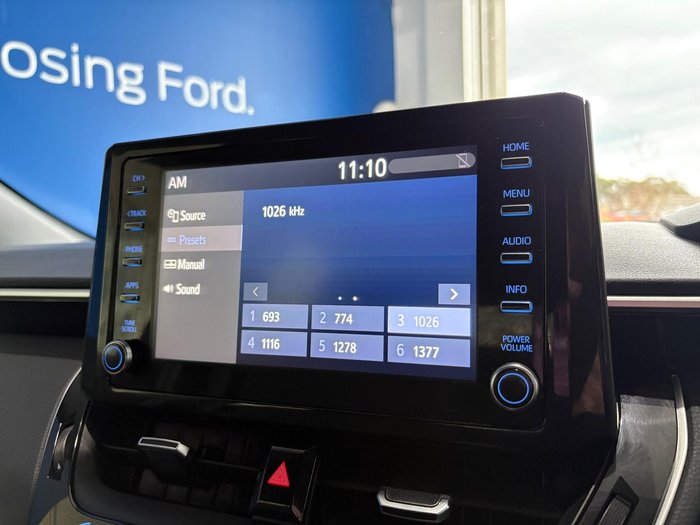 osing Ford.
11:10
AM
Source
Presets
Manual
Sound
1026 kHz
1 693
2 774
3 1026
4 1116
5 1278
6 1377
CH >
< TRACK
PHONE
APPS
TUNE
SCROLL
HOME
MENU
AUDIO
INFO
POWER
VOLUME